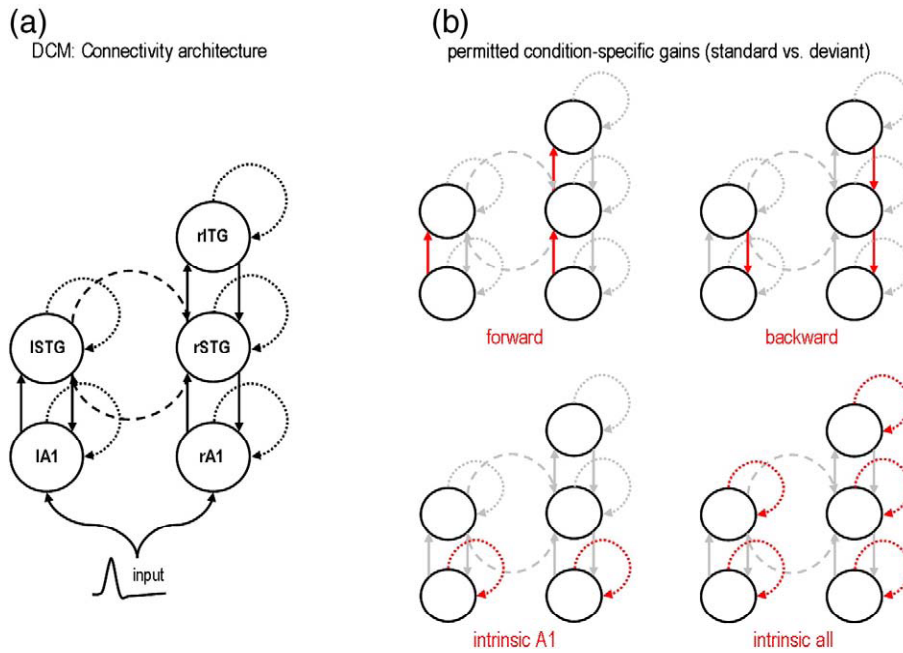 (a)
DCM: Connectivity architecture
rITG
lSTG
rSTG
lA1
rA1
input
(b)
permitted condition-specific gains (standard vs. deviant)
forward
backward
intrinsic A1
intrinsic all